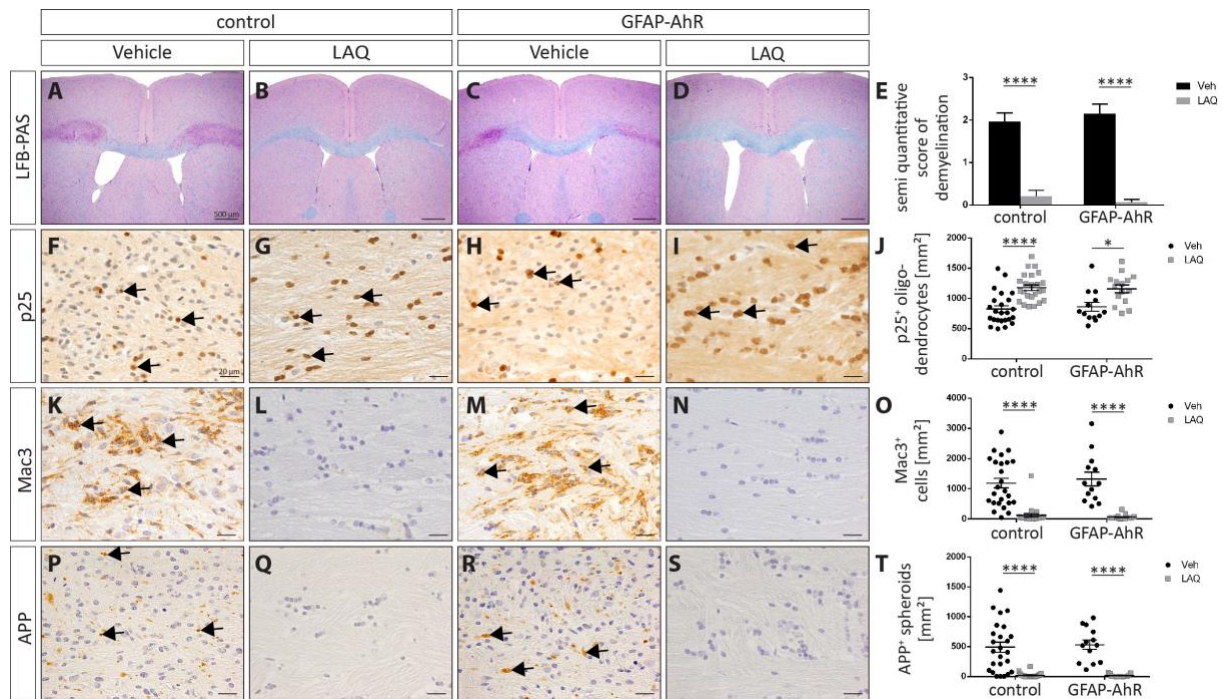 control
GFAP-AhR
Vehicle
LAQ
Vehicle
LAQ
LFB-PAS
A
B
C
D
500 µm
E
semi quantitative
score of
demyelination
3
2
1
0
****
****
Veh
LAQ
control
GFAP-AhR
p25
F
G
H
I
20 µm
J
p25⁺ oligo-
dendrocytes [mm²]
2000
1500
1000
500
0
****
*
Veh
LAQ
control
GFAP-AhR
Mac3
K
L
M
N
O
Mac3⁺
cells [mm²]
4000
3000
2000
1000
0
****
****
Veh
LAQ
control
GFAP-AhR
APP
P
Q
R
S
T
APP⁺ spheroids
[mm²]
2000
1500
1000
500
0
****
****
Veh
LAQ
control
GFAP-AhR